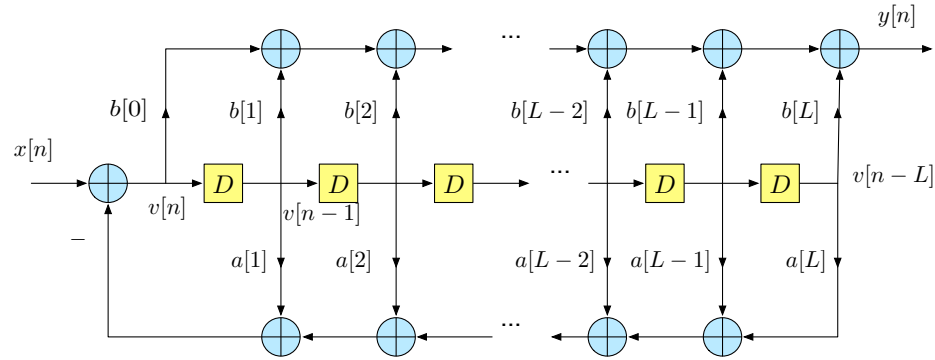 y[n]
...
b[0] b[1] b[2] b[L − 2] b[L − 1] b[L]
x[n]
D D D ... D D
v[n] v[n − 1] v[n − L]
−
a[1] a[2] a[L − 2] a[L − 1] a[L]
...